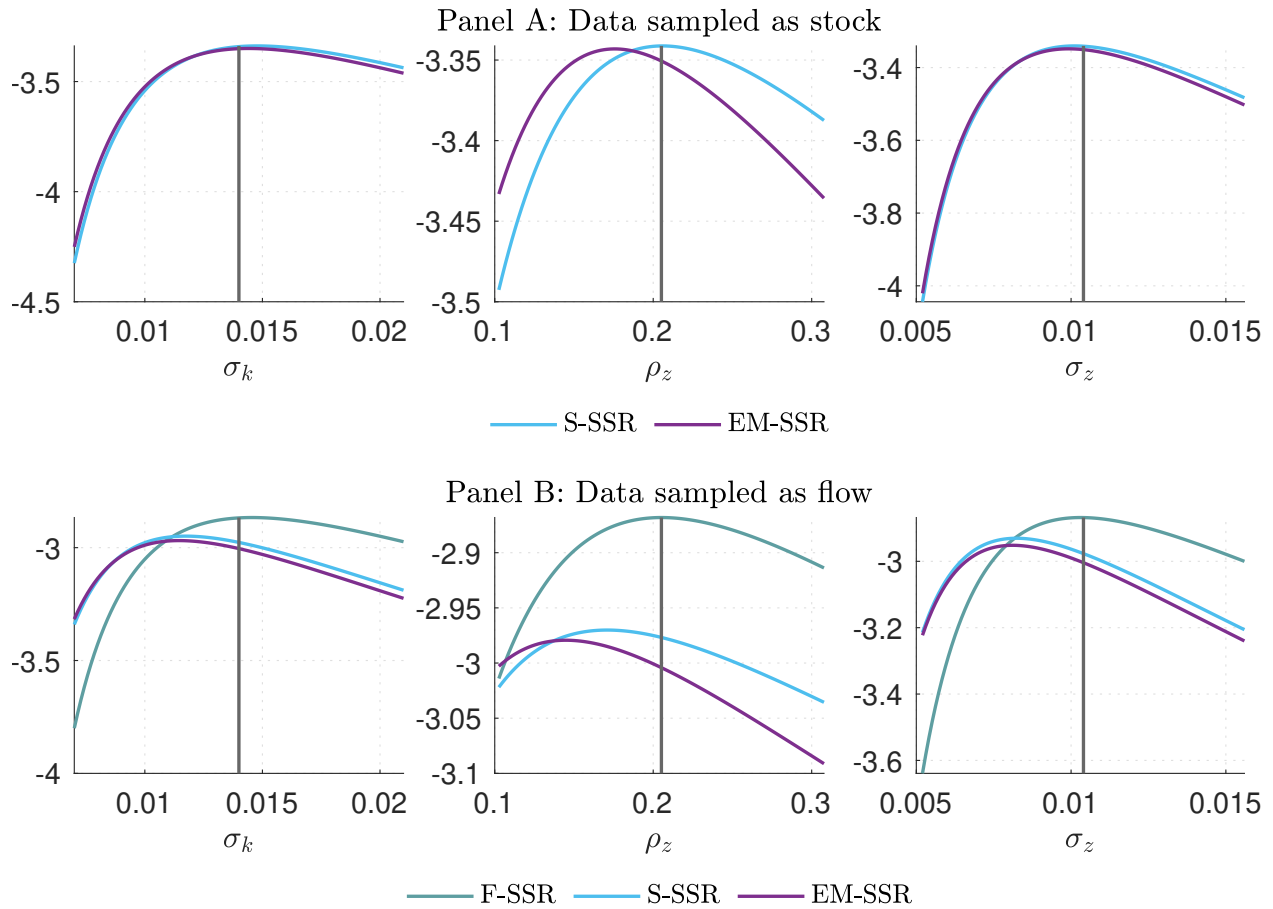 Panel A: Data sampled as stock
-3.5
-4
-4.5
0.01 0.015 0.02
σk
-3.35
-3.4
-3.45
-3.5
0.1 0.2 0.3
ρz
-3.4
-3.6
-3.8
-4
0.005 0.01 0.015
σz
S-SSR EM-SSR
Panel B: Data sampled as flow
-3
-3.5
-4
0.01 0.015 0.02
σk
-2.9
-2.95
-3
-3.05
-3.1
0.1 0.2 0.3
ρz
-3
-3.2
-3.4
-3.6
0.005 0.01 0.015
σz
F-SSR S-SSR EM-SSR